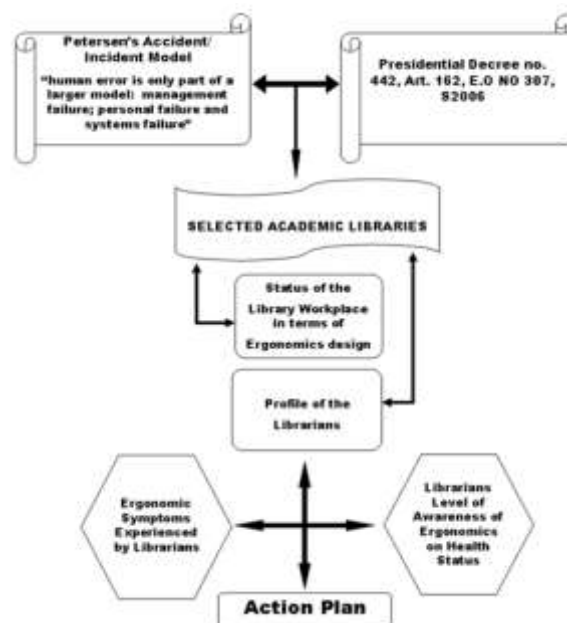 Petersen's Accident/
Incident Model
"human error is only part of a
larger model: management
failure; personal failure and
systems failure"
Presidential Decree no.
442, Art. 162, E.O NO 307,
S2006
SELECTED ACADEMIC LIBRARIES
Status of the
Library Workplace
in terms of
Ergonomics design
Profile of the
Librarians
Ergonomic
Symptoms
Experienced
by Librarians
Librarians
Level of
Awareness of
Ergonomics
on Health
Status
Action Plan